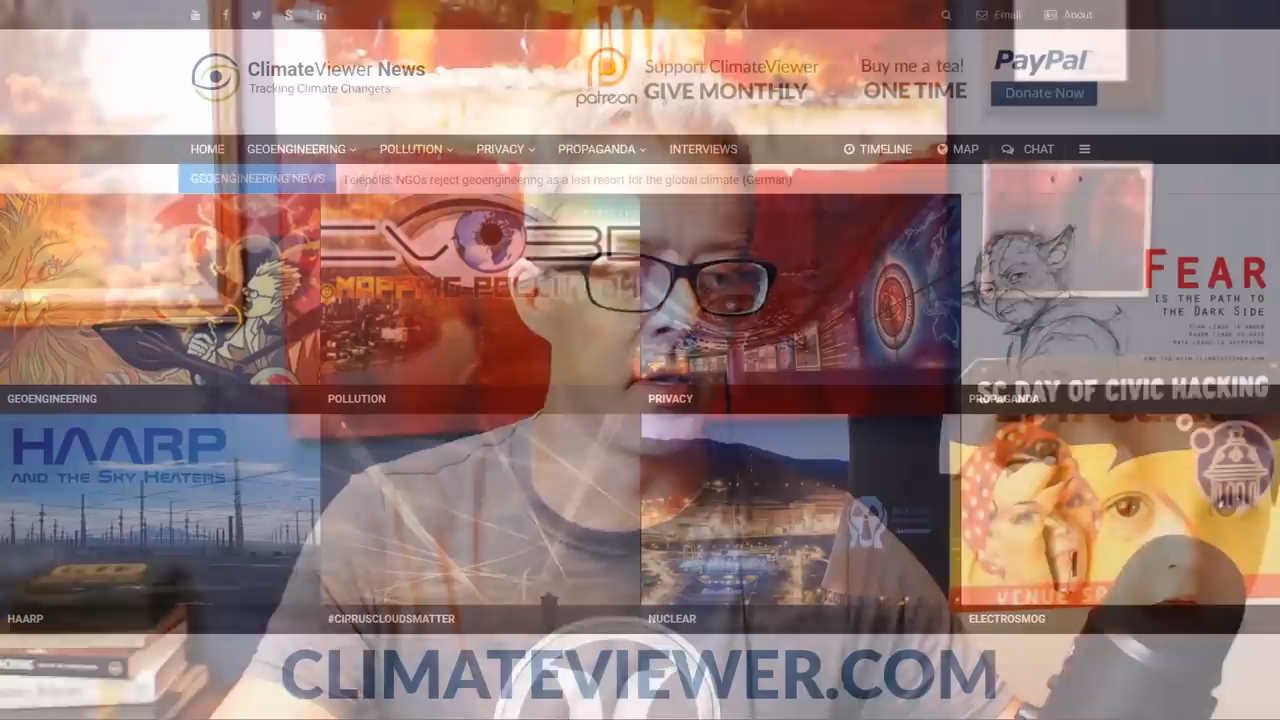 Email
About
ClimateViewer News
Tracking Climate Changers
patreon
Support ClimateViewer
GIVE MONTHLY
Buy me a tea!
ONE TIME
PayPal
Donate Now
HOME
GEOENGINEERING
POLLUTION
PRIVACY
PROPAGANDA
INTERVIEWS
TIMELINE
MAP
CHAT
GEOENGINEERING NEWS
Telepolis: NGOs reject geoengineering as a last resort for the global climate (German)
FEAR
IS THE PATH TO
THE DARK SIDE
DAY OF CIVIC HACKING
GEOENGINEERING
POLLUTION
PRIVACY
PROPAGANDA
HAARP
AND THE SKY HEATERS
HAARP
#CIRRUSCLOUDSMATTER
NUCLEAR
ELECTROSMOG
CLIMATEVIEWER.COM